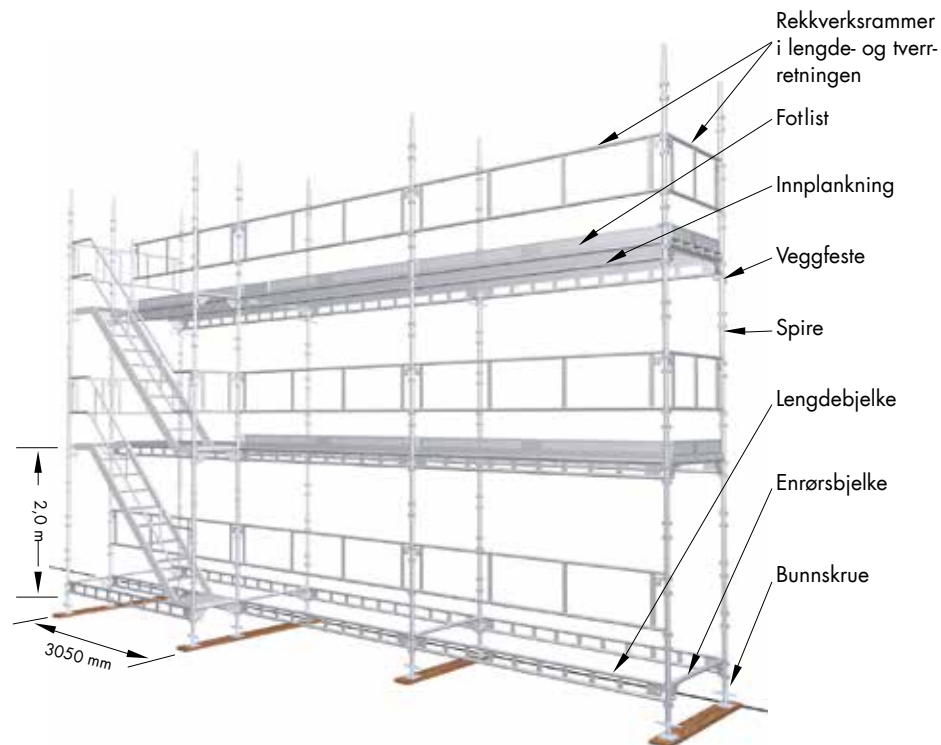 Rekkverksrammer
i lengde- og tverr-
retningen
Fotlist
Innplankning
Veggfeste
Spire
Lengdebjelke
Enrørsbjelke
Bunnskrue
2,0 m
3050 mm